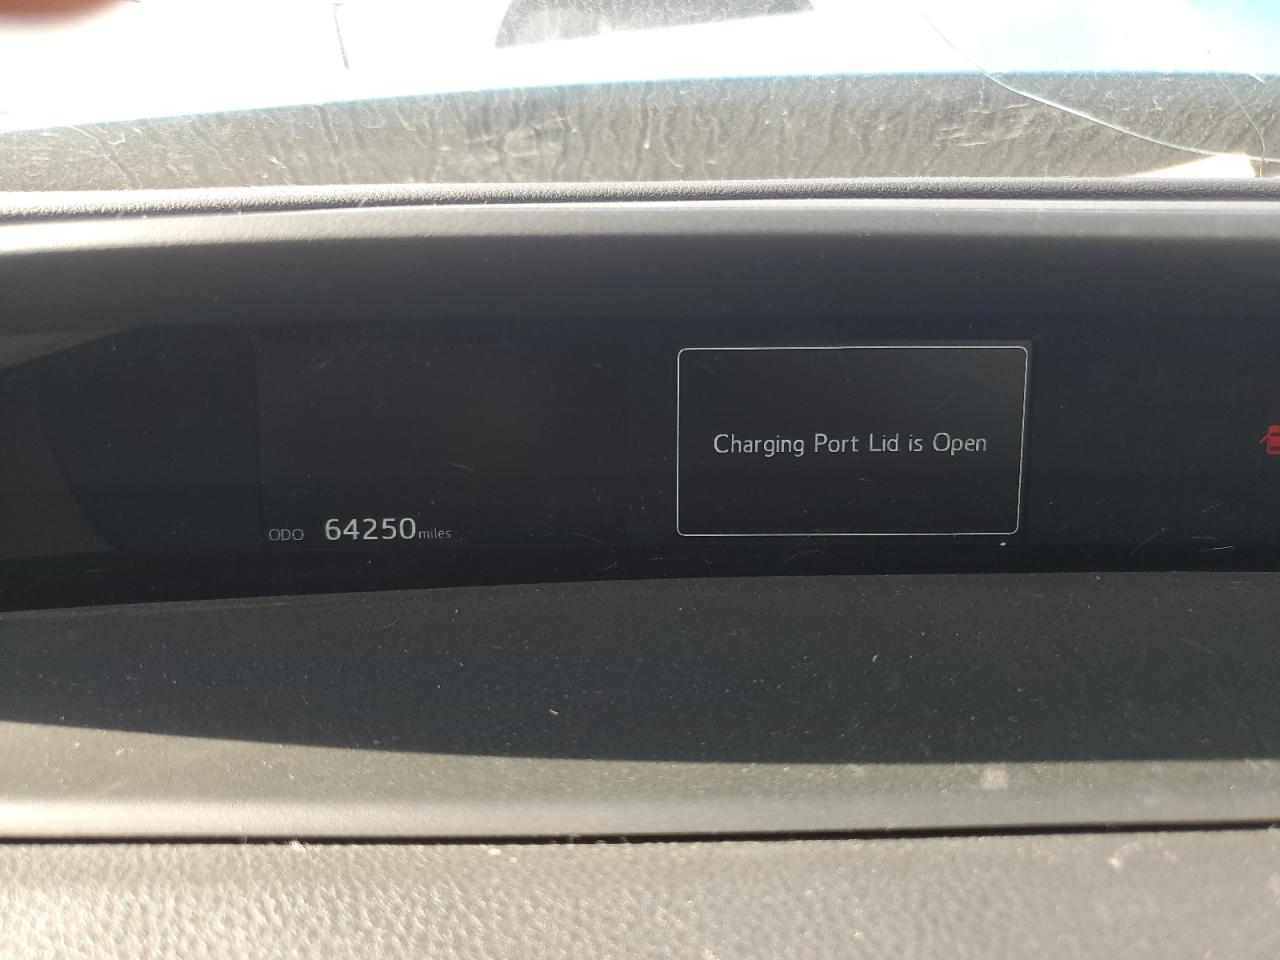 Charging Port Lid is Open
ODO 64250 miles